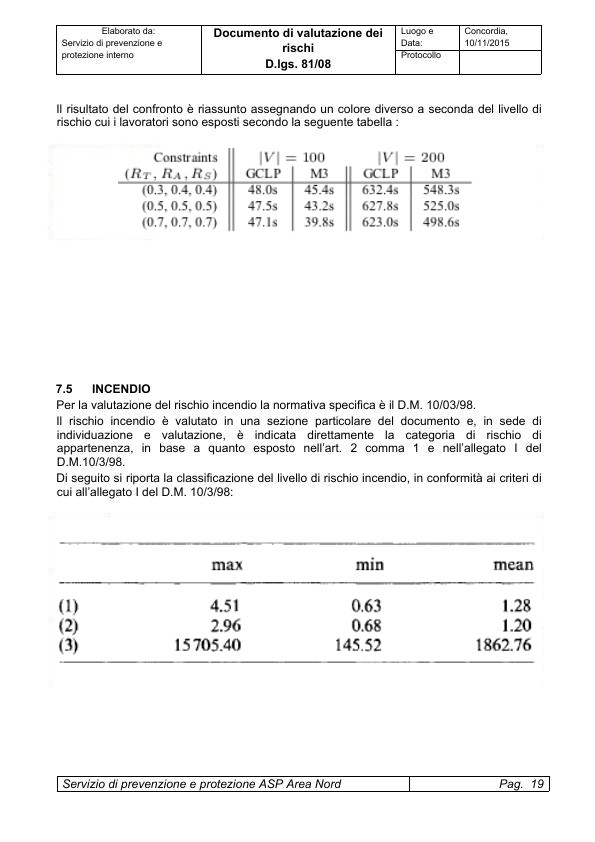 Elaborato da:
Servizio di prevenzione e
protezione interno
Documento di valutazione dei
rischi
D.lgs. 81/08
Luogo e
Data:
Concordia,
10/11/2015
Protocollo
Il risultato del confronto è riassunto assegnando un colore diverso a seconda del livello di
rischio cui i lavoratori sono esposti secondo la seguente tabella :
Constraints |V| = 100 |V| = 200
(R_T, R_A, R_S) GCLP M3 GCLP M3
(0.3, 0.4, 0.4) 48.0s 45.4s 632.4s 548.3s
(0.5, 0.5, 0.5) 47.5s 43.2s 627.8s 525.0s
(0.7, 0.7, 0.7) 47.1s 39.8s 623.0s 498.6s
7.5 INCENDIO
Per la valutazione del rischio incendio la normativa specifica è il D.M. 10/03/98.
Il rischio incendio è valutato in una sezione particolare del documento e, in sede di
individuazione e valutazione, è indicata direttamente la categoria di rischio di
appartenenza, in base a quanto esposto nell'art. 2 comma 1 e nell'allegato I del
D.M.10/3/98.
Di seguito si riporta la classificazione del livello di rischio incendio, in conformità ai criteri di
cui all'allegato I del D.M. 10/3/98:
max min mean
(1) 4.51 0.63 1.28
(2) 2.96 0.68 1.20
(3) 15705.40 145.52 1862.76
Servizio di prevenzione e protezione ASP Area Nord Pag. 19